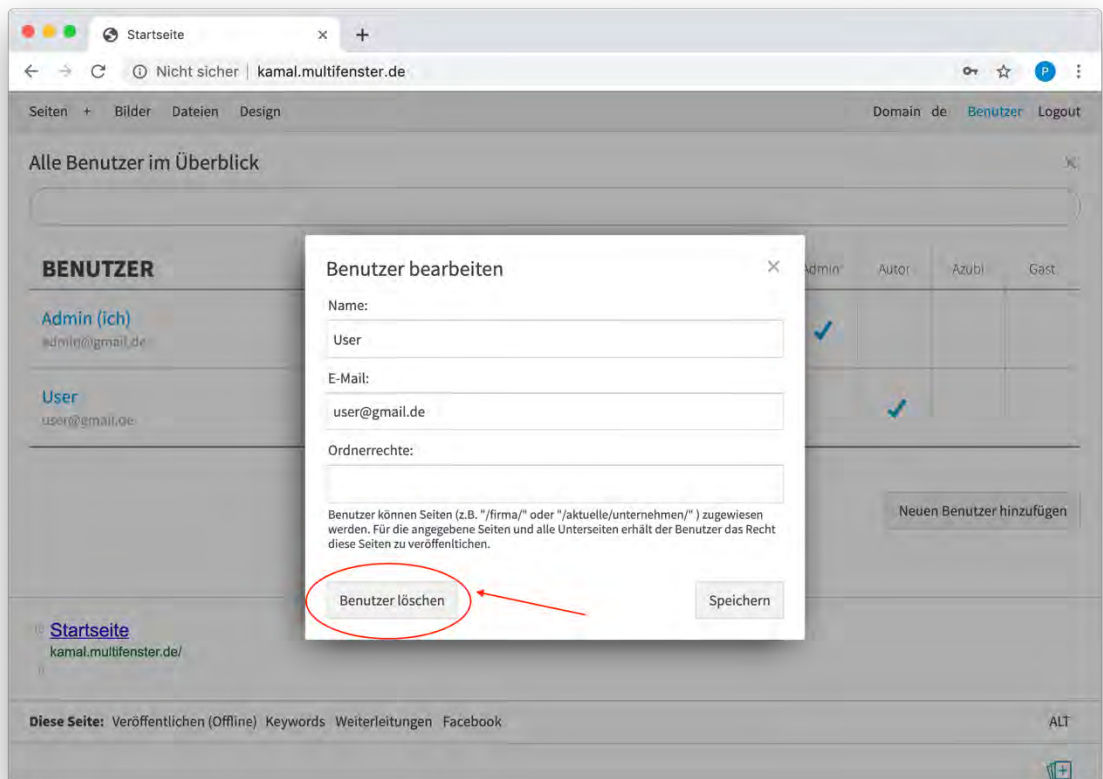 Startseite
Nicht sicher | kamal.multifenster.de
P
Seiten + Bilder Dateien Design Domain de Benutzer Logout
Alle Benutzer im Überblick
BENUTZER Admin Autor Azubi Gast
Admin (ich)
admin@gmail.de
User
user@gmail.de
Benutzer bearbeiten
Name:
User
E-Mail:
user@gmail.de
Ordnerrechte:
Benutzer können Seiten (z.B. "/firma/" oder "/aktuelle/unternehmen/" ) zugewiesen
werden. Für die angegebene Seiten und alle Unterseiten erhält der Benutzer das Recht
diese Seiten zu veröffenltichen.
Benutzer löschen Speichern
Neuen Benutzer hinzufügen
Startseite
kamal.multifenster.de/
Diese Seite: Veröffentlichen (Offline) Keywords Weiterleitungen Facebook ALT